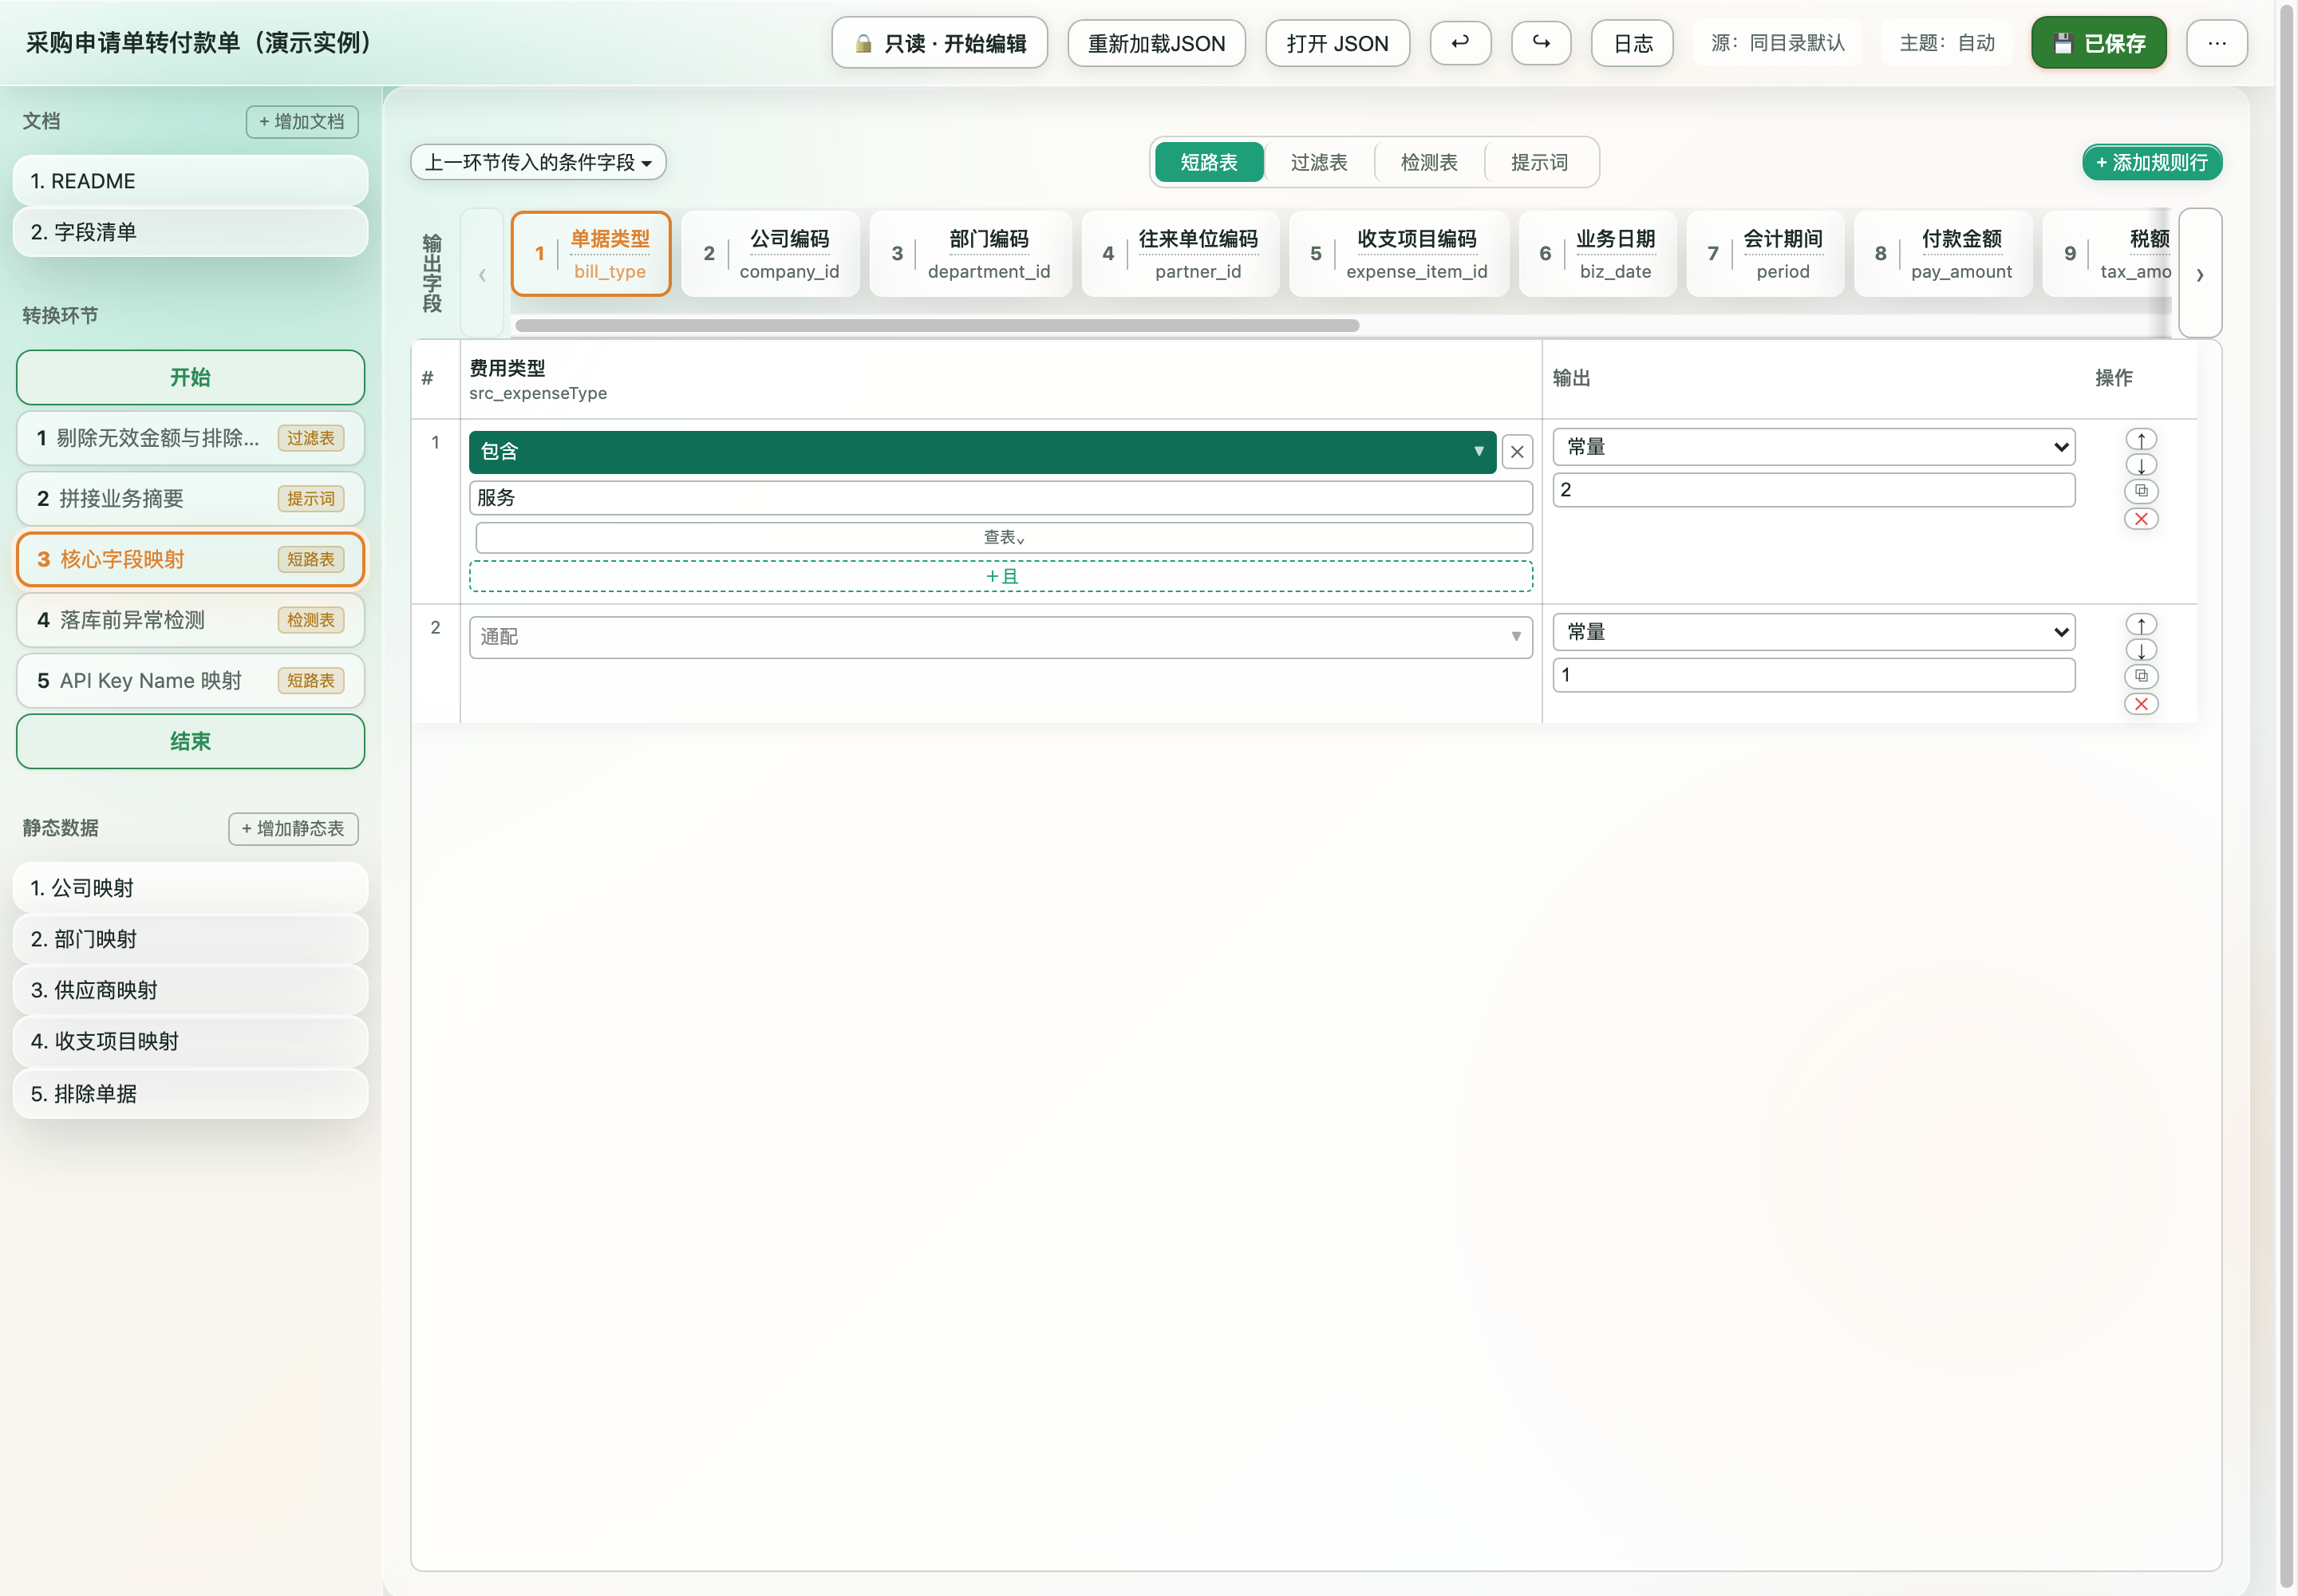 采购申请单转付款单（演示实例）
🔒 只读 · 开始编辑
重新加载JSON
打开 JSON
↩
↪
日志
源：同目录默认
主题：自动
💾 已保存
···
文档
+ 增加文档
1. README
2. 字段清单
转换环节
开始
1 剔除无效金额与排除... 过滤表
2 拼接业务摘要 提示词
3 核心字段映射 短路表
4 落库前异常检测 检测表
5 API Key Name 映射 短路表
结束
静态数据
+ 增加静态表
1. 公司映射
2. 部门映射
3. 供应商映射
4. 收支项目映射
5. 排除单据
上一环节传入的条件字段
短路表
过滤表
检测表
提示词
+ 添加规则行
输出字段
‹
1 单据类型
bill_type
2 公司编码
company_id
3 部门编码
department_id
4 往来单位编码
partner_id
5 收支项目编码
expense_item_id
6 业务日期
biz_date
7 会计期间
period
8 付款金额
pay_amount
9 税额
tax_amo
›
#
费用类型
src_expenseType
输出
操作
1
包含
服务
查表
+且
常量
2
↑
↓
2
通配
常量
1
↑
↓